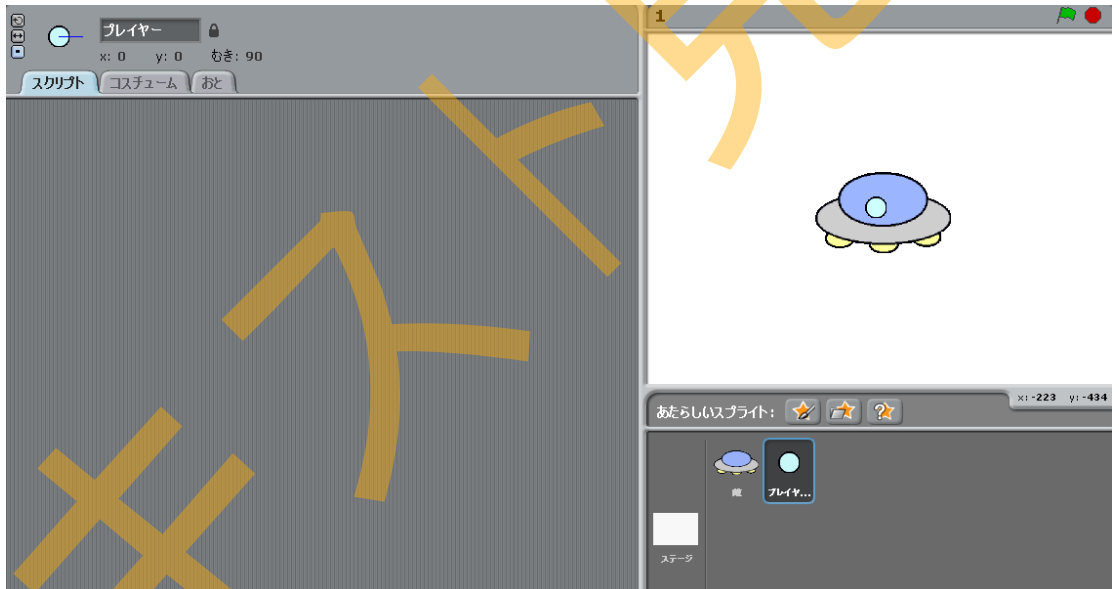 1
プレイヤー
x: 0 y: 0 むき: 90
スクリプト コスチューム おと
あたらしいスプライト:
x: -223 y: -434
敵 プレイヤ...
ステージ